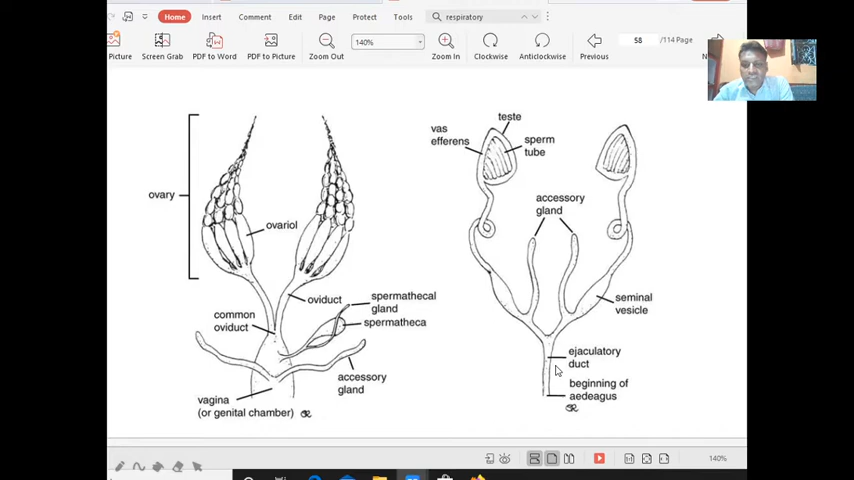 Home Insert Comment Edit Page Protect Tools respiratory
140% 58 /114 Page
Picture Screen Grab PDF to Word PDF to Picture Zoom Out Zoom In Clockwise Anticlockwise Previous
ovary
ovariol
oviduct
common
oviduct
spermathecal
gland
spermatheca
accessory
gland
vagina
(or genital chamber)
teste
vas
efferens
sperm
tube
accessory
gland
seminal
vesicle
ejaculatory
duct
beginning of
aedeagus
140%